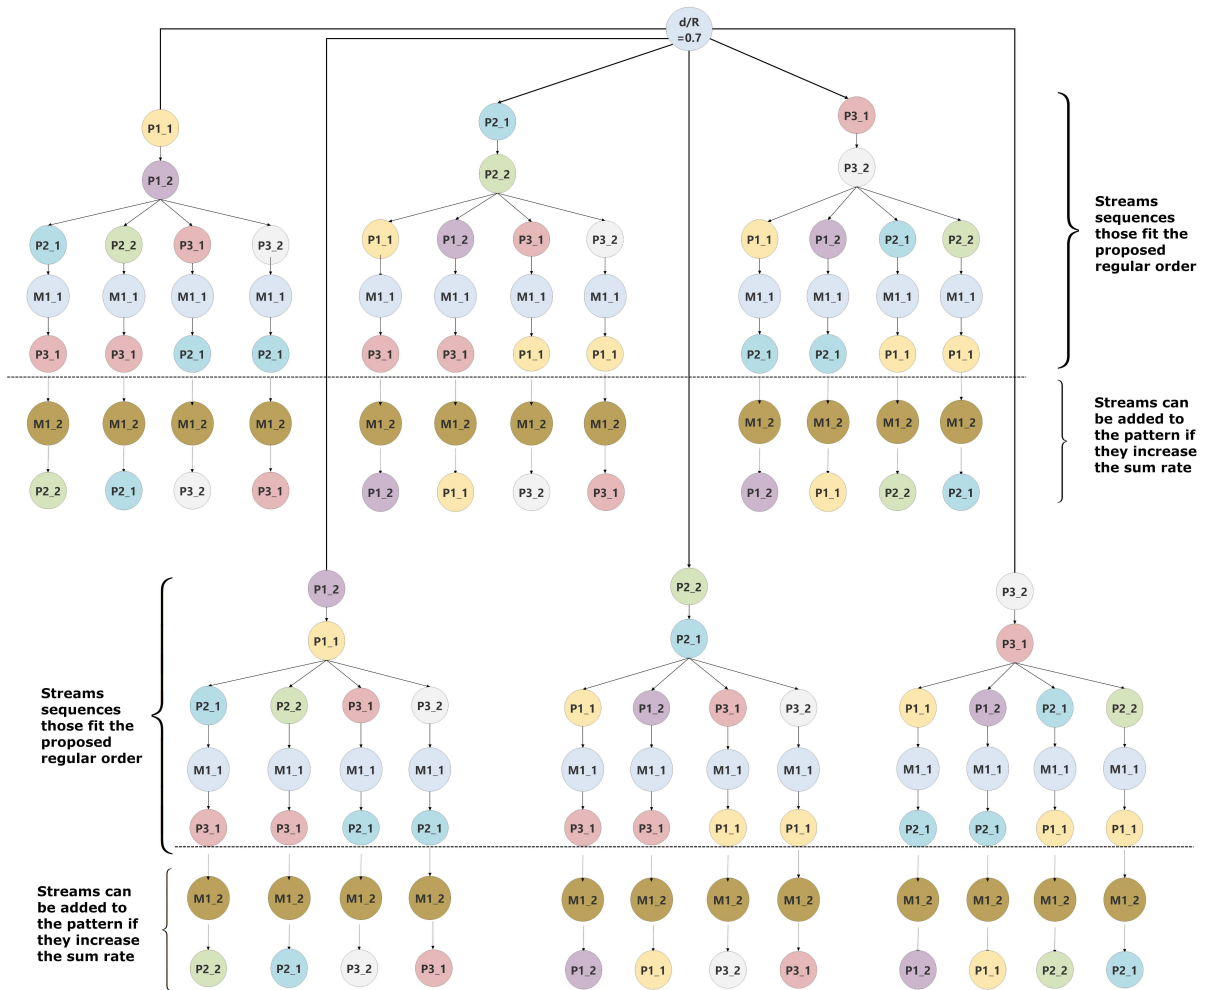 d/R
=0.7
P1_1
P2_1
P3_1
P1_2
P2_2
P3_2
P2_1 P2_2 P3_1 P3_2 P1_1 P1_2 P3_1 P3_2 P1_1 P1_2 P2_1 P2_2
M1_1 M1_1 M1_1 M1_1 M1_1 M1_1 M1_1 M1_1 M1_1 M1_1 M1_1 M1_1
P3_1 P3_1 P2_1 P2_1 P3_1 P3_1 P1_1 P1_1 P2_1 P2_1 P1_1 P1_1
Streams
sequences
those fit the
proposed
regular order
M1_2 M1_2 M1_2 M1_2 M1_2 M1_2 M1_2 M1_2 M1_2 M1_2 M1_2 M1_2
P2_2 P2_1 P3_2 P3_1 P1_2 P1_1 P3_2 P3_1 P1_2 P1_1 P2_2 P2_1
Streams can
be added to
the pattern if
they increase
the sum rate
P1_2 P2_2 P3_2
P1_1 P2_1 P3_1
P2_1 P2_2 P3_1 P3_2 P1_1 P1_2 P3_1 P3_2 P1_1 P1_2 P2_1 P2_2
M1_1 M1_1 M1_1 M1_1 M1_1 M1_1 M1_1 M1_1 M1_1 M1_1 M1_1 M1_1
P3_1 P3_1 P2_1 P2_1 P3_1 P3_1 P1_1 P1_1 P2_1 P2_1 P1_1 P1_1
Streams
sequences
those fit the
proposed
regular order
M1_2 M1_2 M1_2 M1_2 M1_2 M1_2 M1_2 M1_2 M1_2 M1_2 M1_2 M1_2
P2_2 P2_1 P3_2 P3_1 P1_2 P1_1 P3_2 P3_1 P1_2 P1_1 P2_2 P2_1
Streams can
be added to
the pattern if
they increase
the sum rate